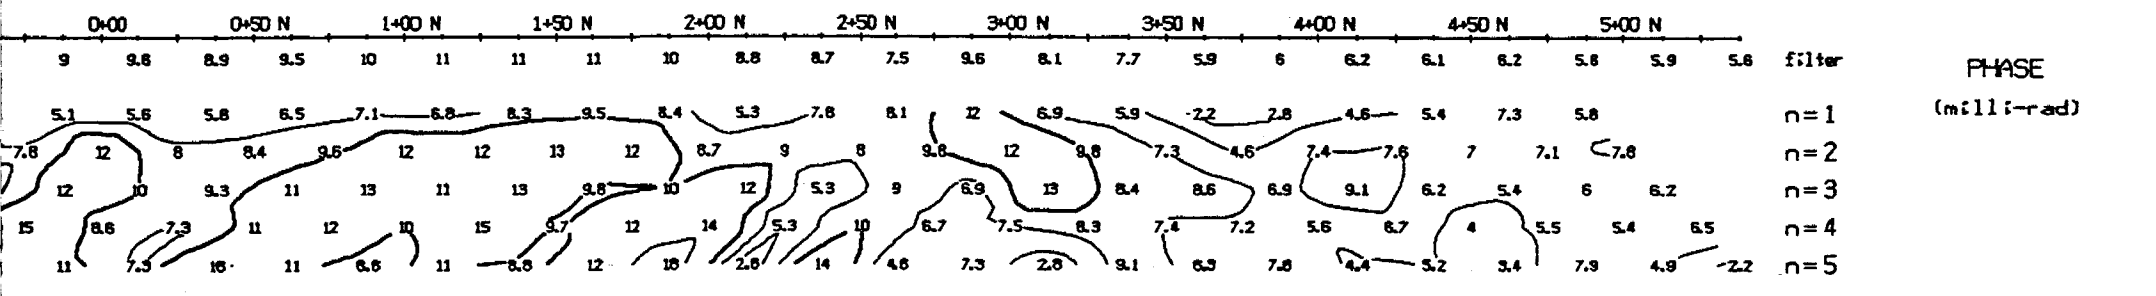 0+00 0+50 N 1+00 N 1+50 N 2+00 N 2+50 N 3+00 N 3+50 N 4+00 N 4+50 N 5+00 N
9 9.6 8.9 9.5 10 11 11 11 10 8.8 8.7 7.5 9.6 8.1 7.7 5.9 6 6.2 6.1 6.2 5.8 5.9 5.6 filter
PHASE
5.1 5.6 5.8 6.5 7.1 6.8 8.3 9.5 8.4 5.3 7.8 8.1 12 6.9 5.9 -2.2 2.8 4.6 5.4 7.3 5.8 n=1
(milli-rad)
7.8 12 8 8.4 9.6 12 12 13 12 8.7 9 8 9.8 12 9.8 7.3 4.6 7.4 7.6 7 7.1 7.8 n=2
12 10 9.3 11 13 11 13 9.8 10 12 5.3 9 6.9 13 8.4 8.6 6.9 9.1 6.2 5.4 6 6.2 n=3
15 8.6 7.3 11 12 10 15 9.7 12 14 5.3 10 6.7 7.5 8.3 7.4 7.2 5.6 6.7 4 5.5 5.4 6.5 n=4
11 7.3 16 11 8.6 11 8.8 12 18 2.6 14 4.6 7.3 2.8 9.1 6.3 7.8 4.4 5.2 3.4 7.9 4.9 -2.2 n=5